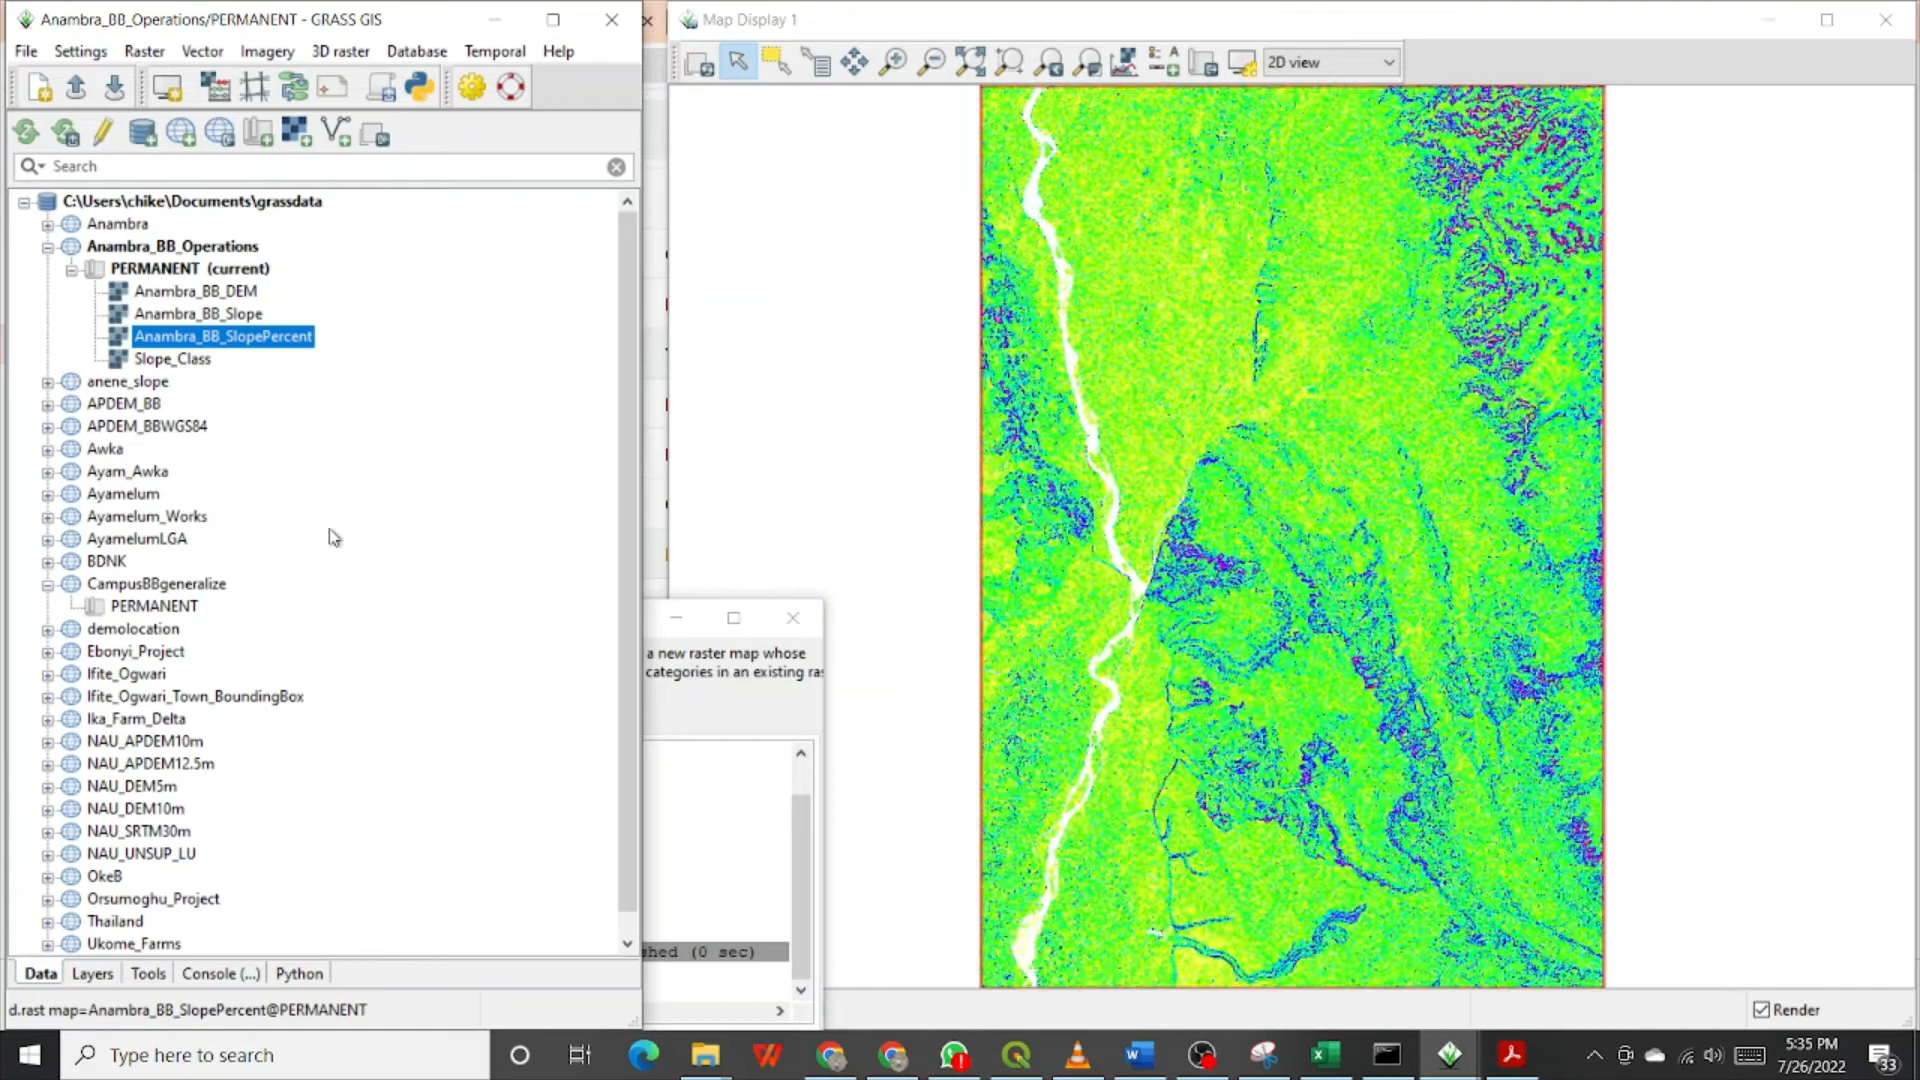 Anambra_BB_Operations/PERMANENT - GRASS GIS
File Settings Raster Vector Imagery 3D raster Database Temporal Help
Search
C:\Users\chike\Documents\grassdata
Anambra
Anambra_BB_Operations
PERMANENT (current)
Anambra_BB_DEM
Anambra_BB_Slope
Anambra_BB_SlopePercent
Slope_Class
anene_slope
APDEM_BB
APDEM_BBWGS84
Awka
Ayam_Awka
Ayamelum
Ayamelum_Works
AyamelumLGA
BDNK
CampusBBgeneralize
PERMANENT
demolocation
Ebonyi_Project
Ifite_Ogwari
Ifite_Ogwari_Town_BoundingBox
Ika_Farm_Delta
NAU_APDEM10m
NAU_APDEM12.5m
NAU_DEM5m
NAU_DEM10m
NAU_SRTM30m
NAU_UNSUP_LU
OkeB
Orsumoghu_Project
Thailand
Ukome_Farms
Data Layers Tools Console (...) Python
d.rast map=Anambra_BB_SlopePercent@PERMANENT
a new raster map whose
categories in an existing ras
shed (0 sec)
Map Display 1
2D view
Render
Type here to search
5:35 PM
7/26/2022
33